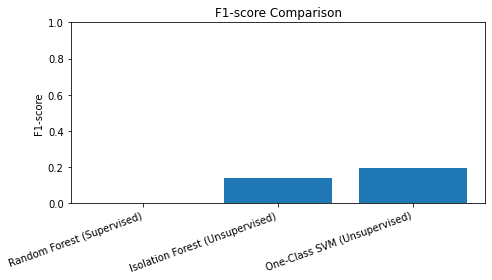 F1-score Comparison
1.0
0.8
0.6
0.4
0.2
0.0
F1-score
Random Forest (Supervised)
Isolation Forest (Unsupervised)
One-Class SVM (Unsupervised)